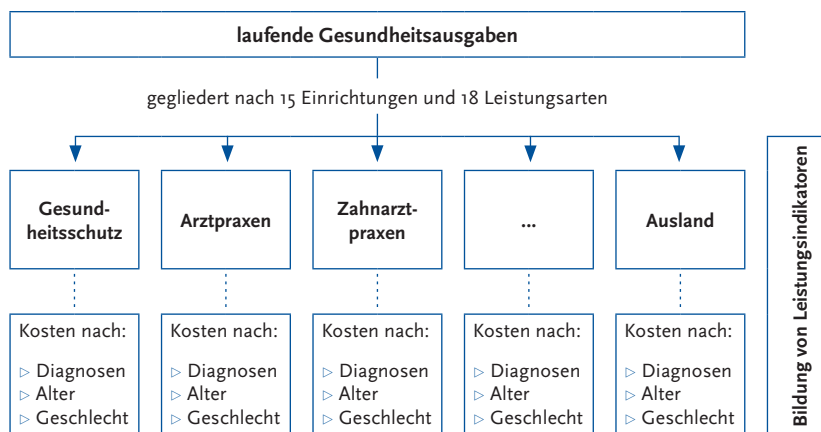 laufende Gesundheitsausgaben
gegliedert nach 15 Einrichtungen und 18 Leistungsarten
Gesund-
heitsschutz
Arztpraxen
Zahnarzt-
praxen
...
Ausland
Kosten nach:
▷ Diagnosen
▷ Alter
▷ Geschlecht
Kosten nach:
▷ Diagnosen
▷ Alter
▷ Geschlecht
Kosten nach:
▷ Diagnosen
▷ Alter
▷ Geschlecht
Kosten nach:
▷ Diagnosen
▷ Alter
▷ Geschlecht
Kosten nach:
▷ Diagnosen
▷ Alter
▷ Geschlecht
Bildung von Leistungsindikatoren